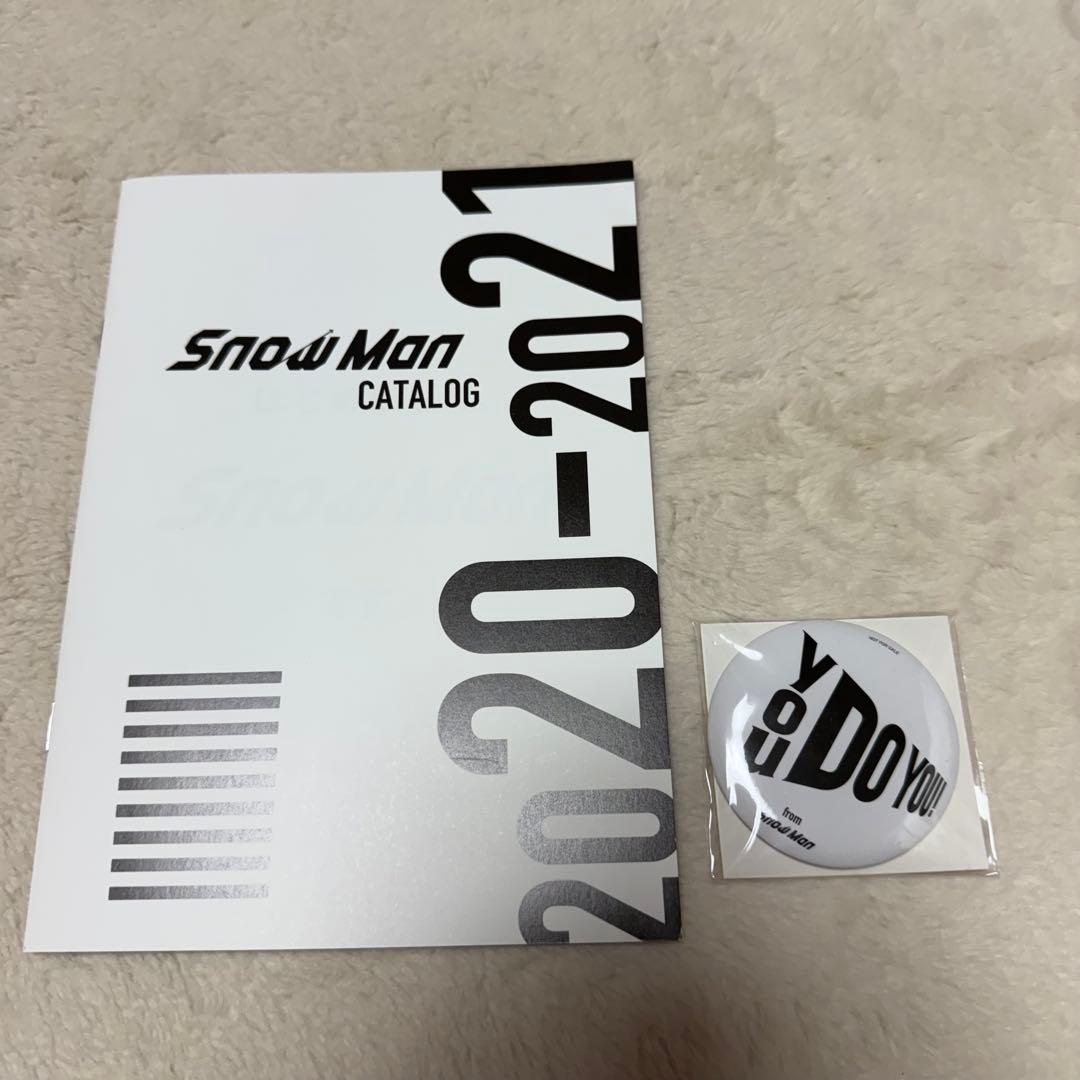 Snow Man
CATALOG
2020-2021
NOT FOR SALE
you DO YOU!!
from
Snow Man